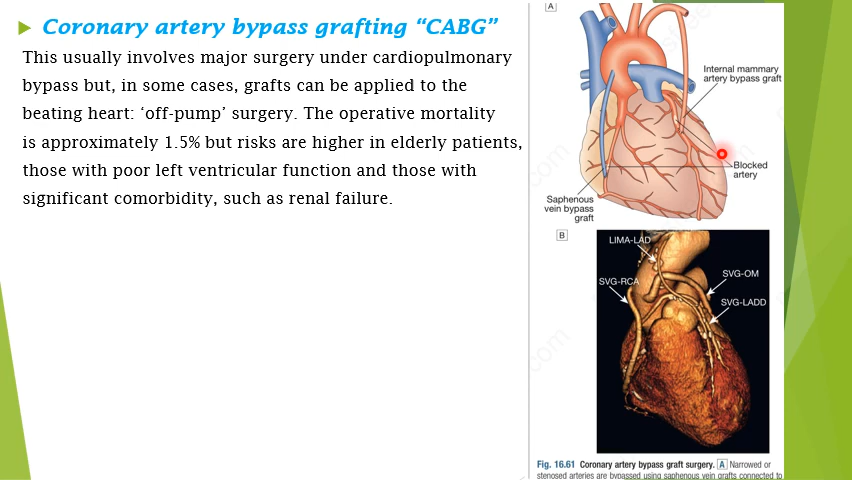 Coronary artery bypass grafting “CABG”
This usually involves major surgery under cardiopulmonary
bypass but, in some cases, grafts can be applied to the
beating heart: ‘off-pump’ surgery. The operative mortality
is approximately 1.5% but risks are higher in elderly patients,
those with poor left ventricular function and those with
significant comorbidity, such as renal failure.
A
Internal mammary
artery bypass graft
Blocked
artery
Saphenous
vein bypass
graft
B
LIMA-LAD
SVG-RCA
SVG-OM
SVG-LADD
Fig. 16.61 Coronary artery bypass graft surgery. A Narrowed or
stenosed arteries are bypassed using saphenous vein grafts connected to